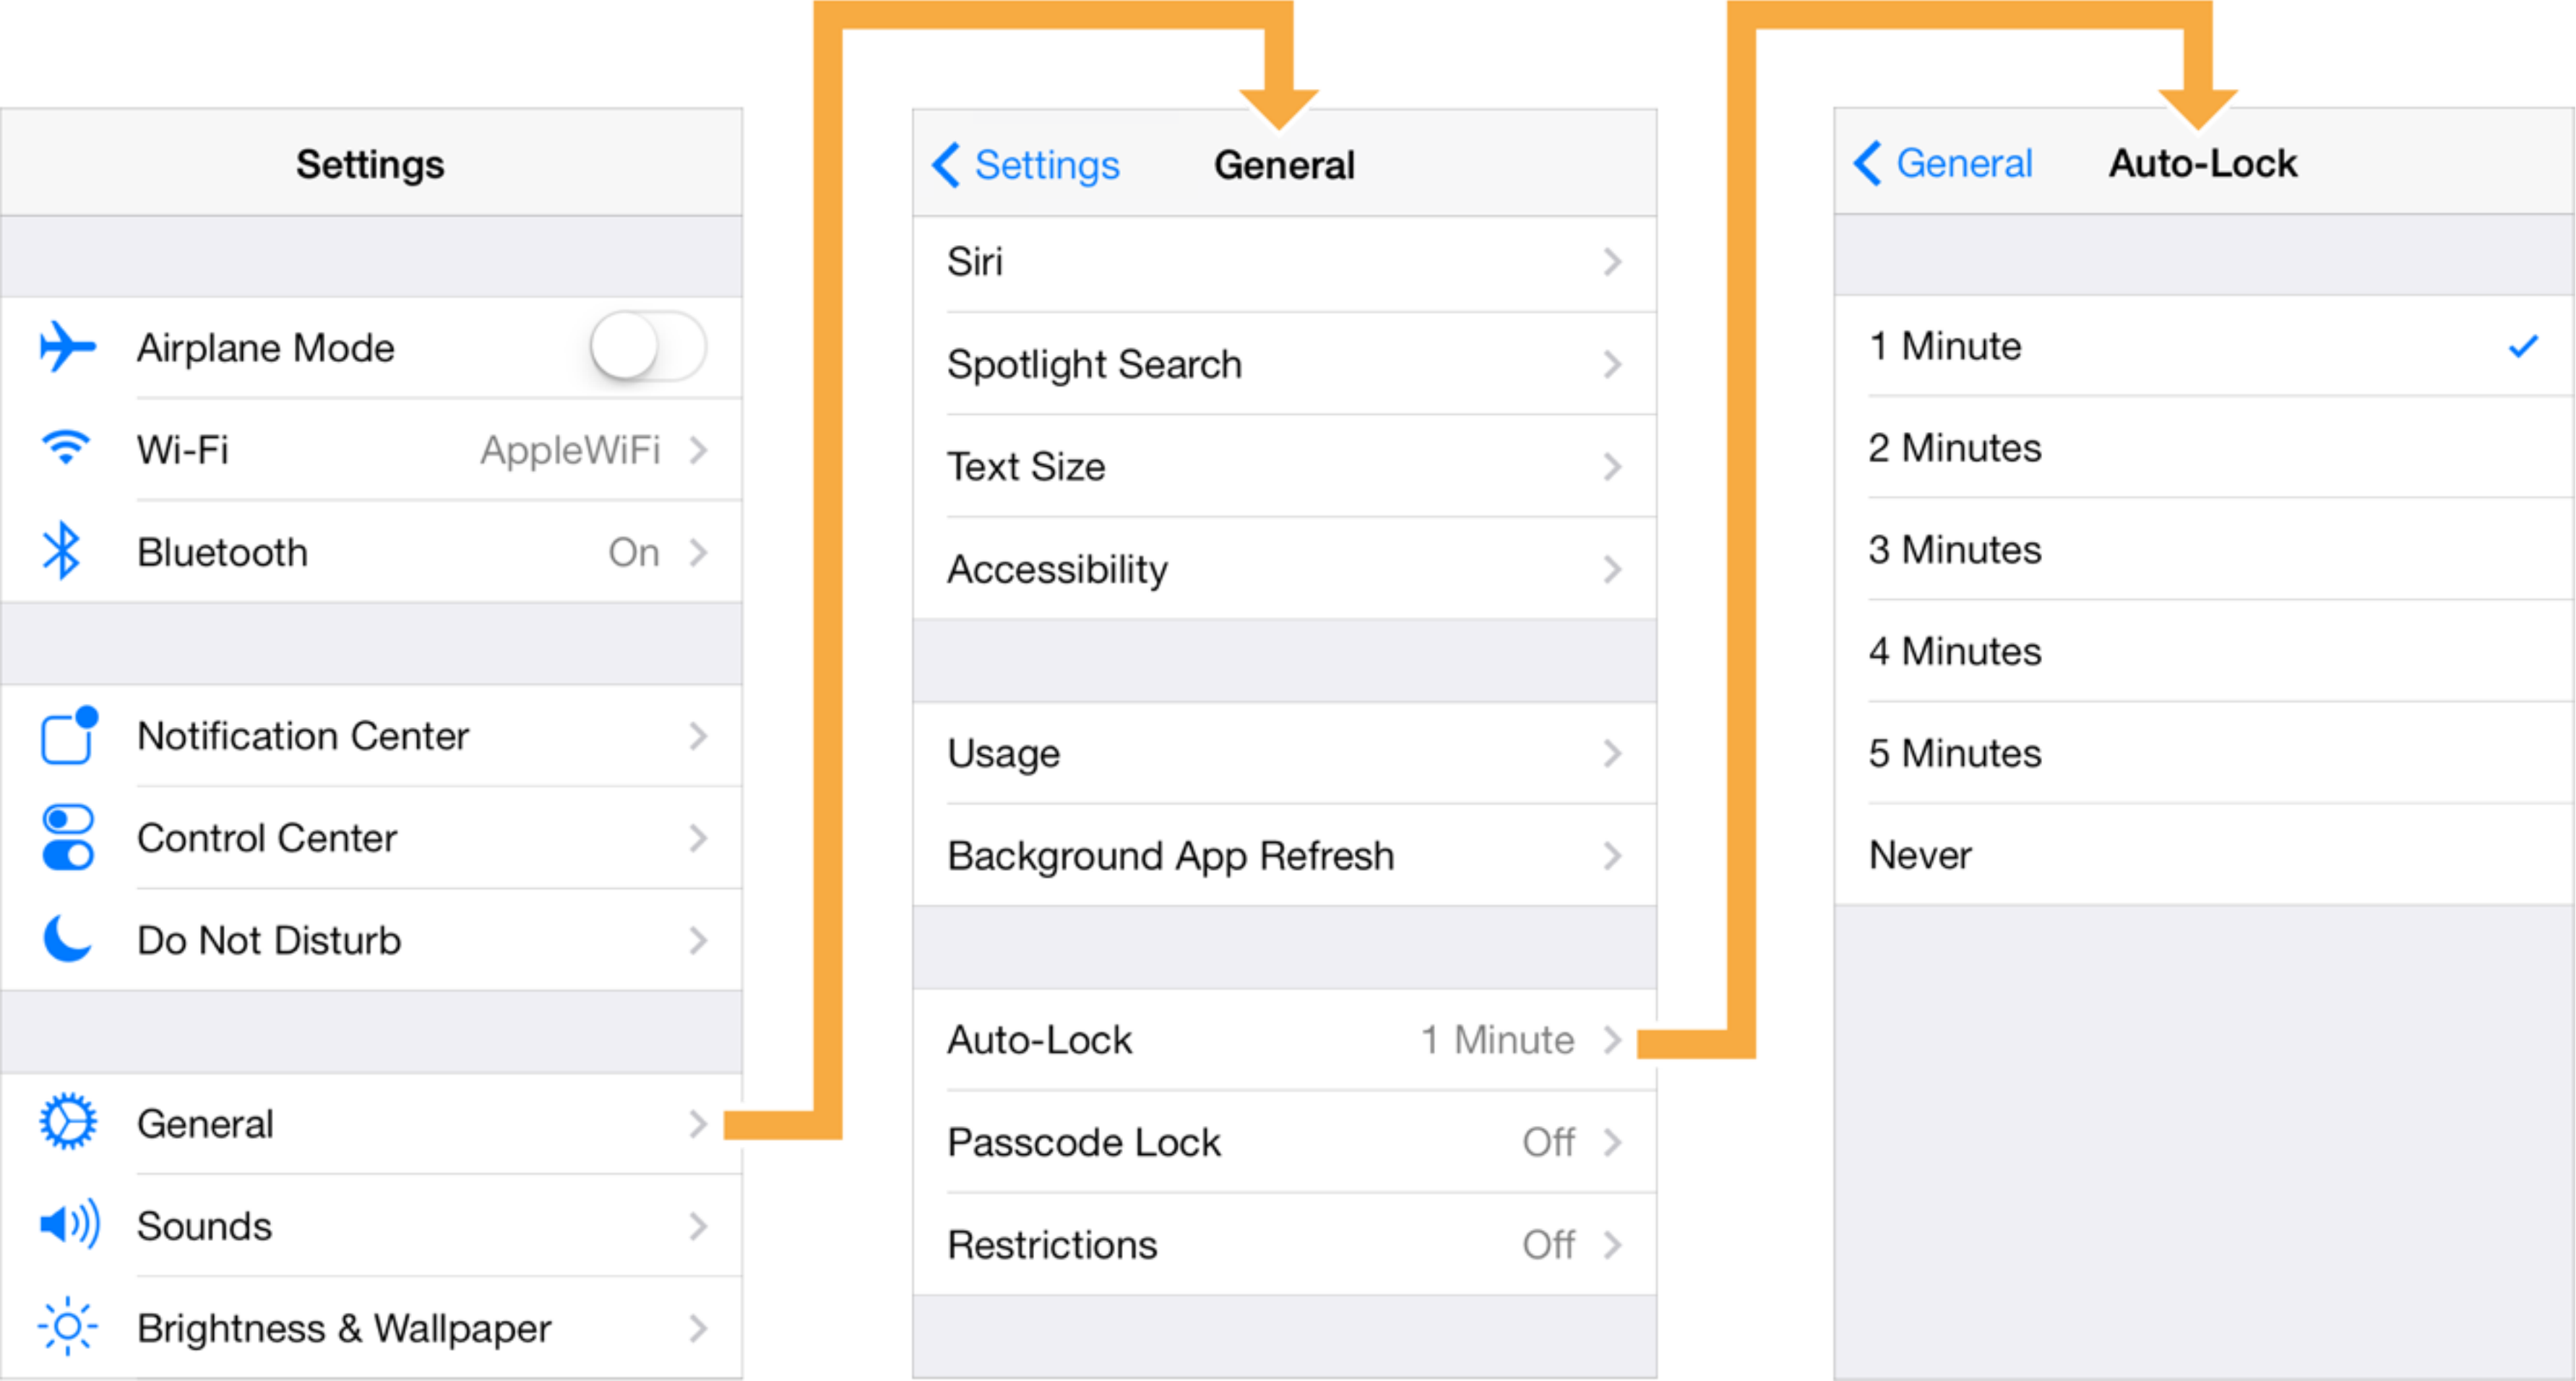 Settings
Airplane Mode
Wi-Fi AppleWiFi
Bluetooth On
Notification Center
Control Center
Do Not Disturb
General
Sounds
Brightness & Wallpaper
Settings General
Siri
Spotlight Search
Text Size
Accessibility
Usage
Background App Refresh
Auto-Lock 1 Minute
Passcode Lock Off
Restrictions Off
General Auto-Lock
1 Minute
2 Minutes
3 Minutes
4 Minutes
5 Minutes
Never